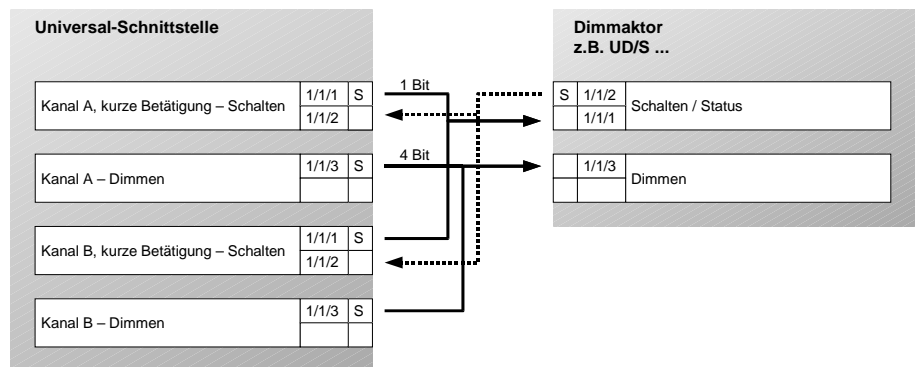 Universal-Schnittstelle
Kanal A, kurze Betätigung – Schalten 1/1/1 S
1/1/2
Kanal A – Dimmen 1/1/3 S
Kanal B, kurze Betätigung – Schalten 1/1/1 S
1/1/2
Kanal B – Dimmen 1/1/3 S
1 Bit
4 Bit
Dimmaktor
z.B. UD/S ...
S 1/1/2 Schalten / Status
1/1/1
1/1/3 Dimmen